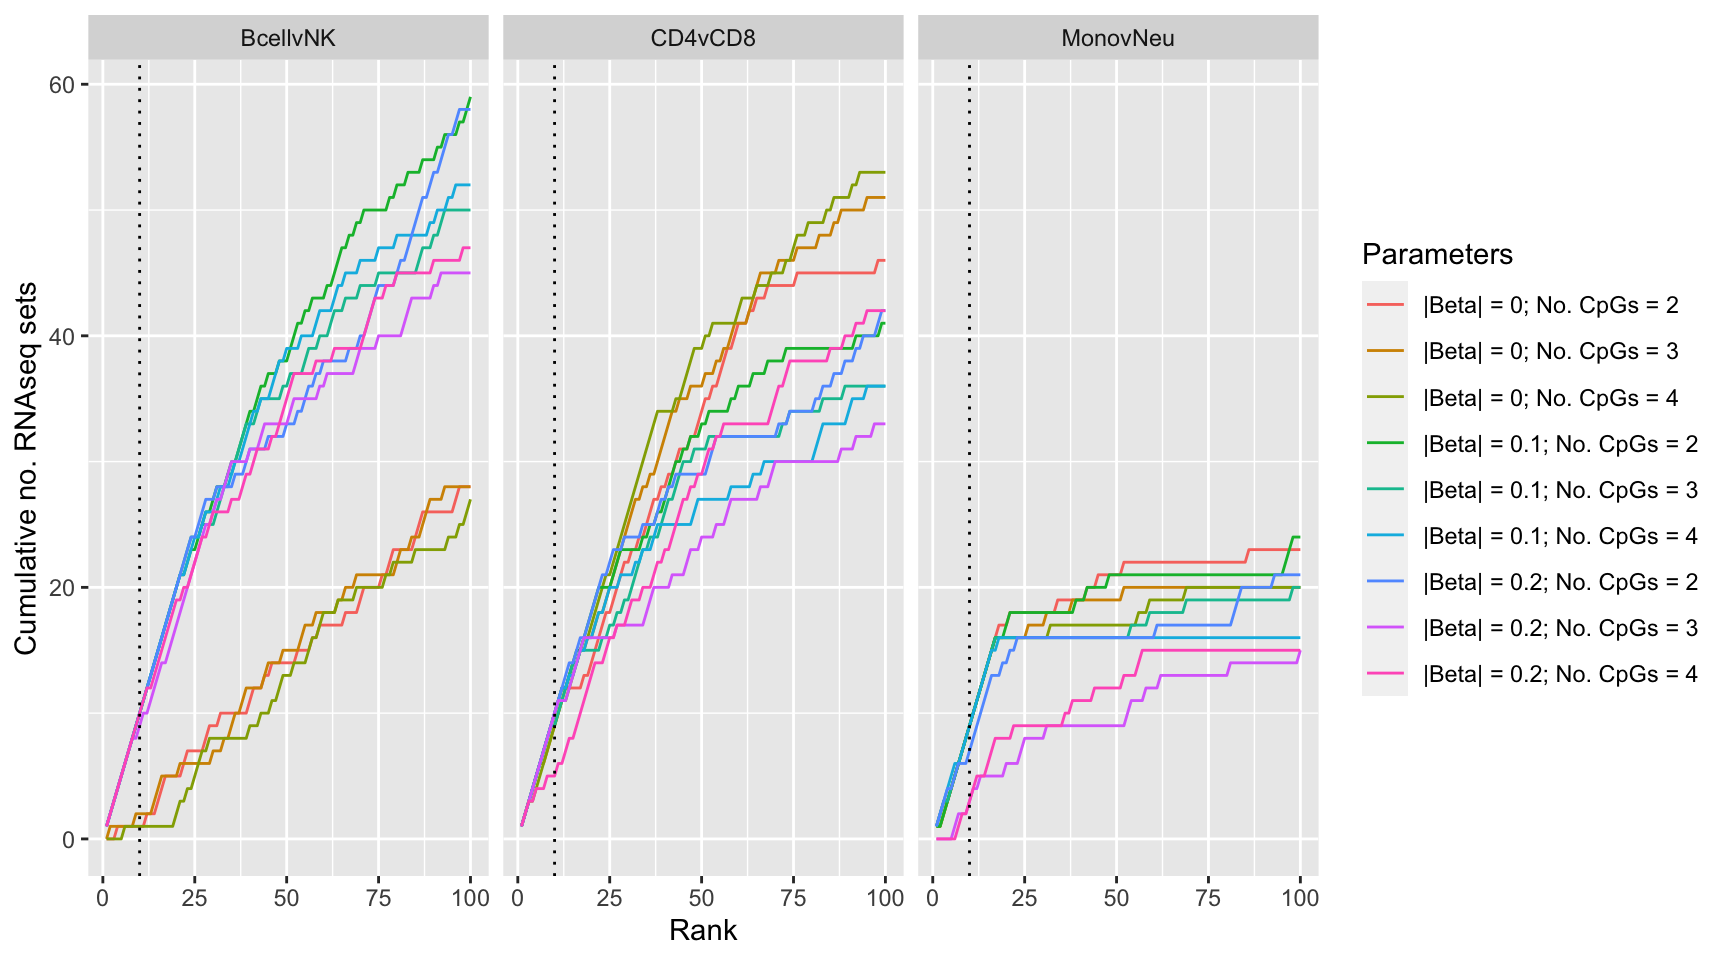 BcellvNK
CD4vCD8
MonovNeu
Cumulative no. RNAseq sets
60
40
20
0
0 25 50 75 100
0 25 50 75 100
0 25 50 75 100
Rank
Parameters
|Beta| = 0; No. CpGs = 2
|Beta| = 0; No. CpGs = 3
|Beta| = 0; No. CpGs = 4
|Beta| = 0.1; No. CpGs = 2
|Beta| = 0.1; No. CpGs = 3
|Beta| = 0.1; No. CpGs = 4
|Beta| = 0.2; No. CpGs = 2
|Beta| = 0.2; No. CpGs = 3
|Beta| = 0.2; No. CpGs = 4